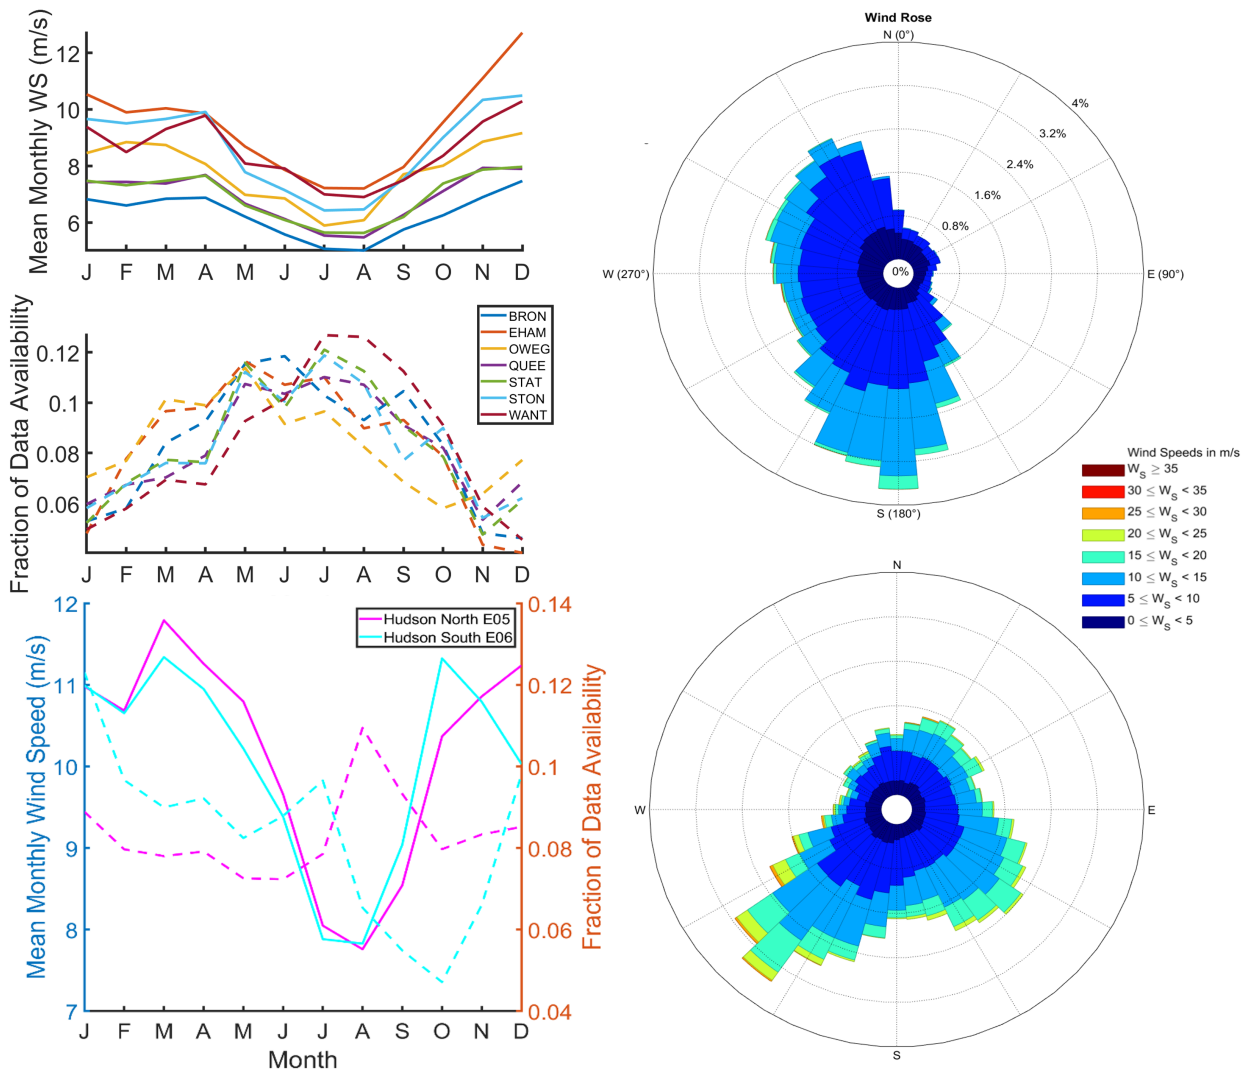 Mean Monthly WS (m/s)
12
10
8
6
J F M A M J J A S O N D
Fraction of Data Availability
0.12
0.1
0.08
0.06
J F M A M J J A S O N D
BRON
EHAM
OWEG
QUEE
STAT
STON
WANT
Mean Monthly Wind Speed (m/s)
12
11
10
9
8
7
Hudson North E05
Hudson South E06
0.14
0.12
0.1
0.08
0.06
0.04
Fraction of Data Availability
J F M A M J J A S O N D
Month
Wind Rose
N (0°)
4%
3.2%
2.4%
1.6%
0.8%
0%
W (270°)
E (90°)
S (180°)
Wind Speeds in m/s
W_S ≥ 35
30 ≤ W_S < 35
25 ≤ W_S < 30
20 ≤ W_S < 25
15 ≤ W_S < 20
10 ≤ W_S < 15
5 ≤ W_S < 10
0 ≤ W_S < 5
N
W
E
S